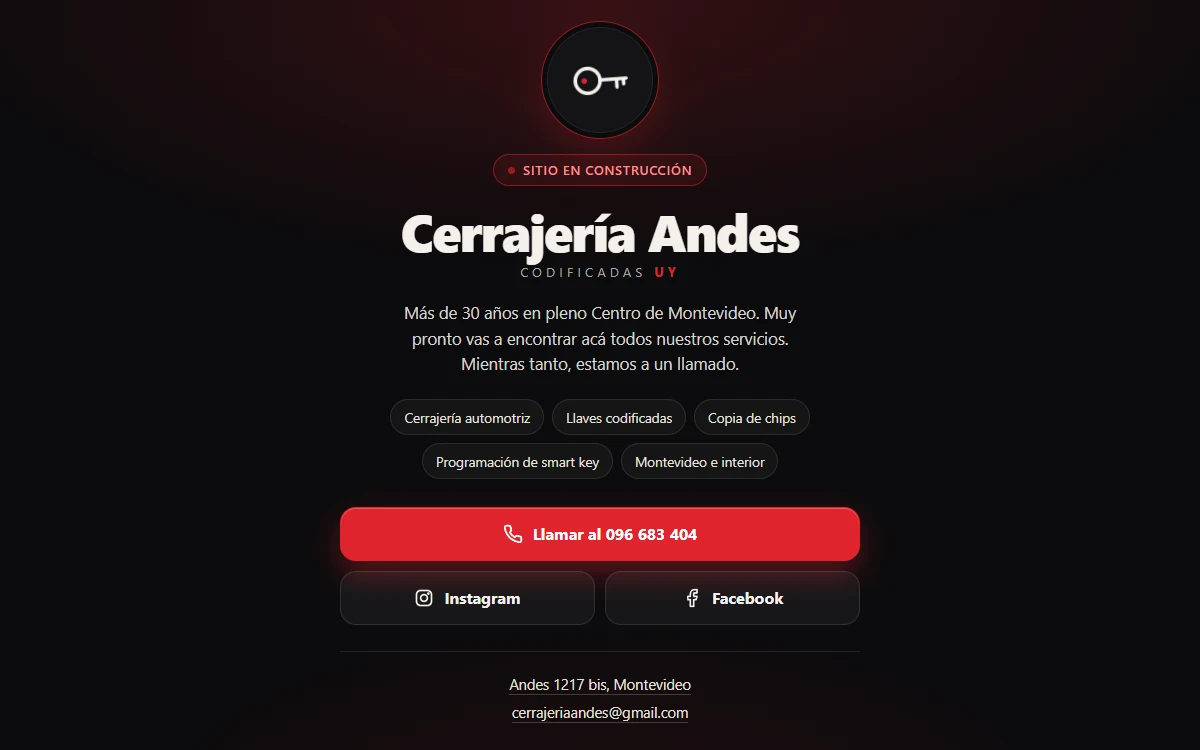 SITIO EN CONSTRUCCIÓN
Cerrajería Andes
CODIFICADAS UY
Más de 30 años en pleno Centro de Montevideo. Muy
pronto vas a encontrar acá todos nuestros servicios.
Mientras tanto, estamos a un llamado.
Cerrajería automotriz
Llaves codificadas
Copia de chips
Programación de smart key
Montevideo e interior
Llamar al 096 683 404
Instagram
Facebook
Andes 1217 bis, Montevideo
cerrajeriaandes@gmail.com